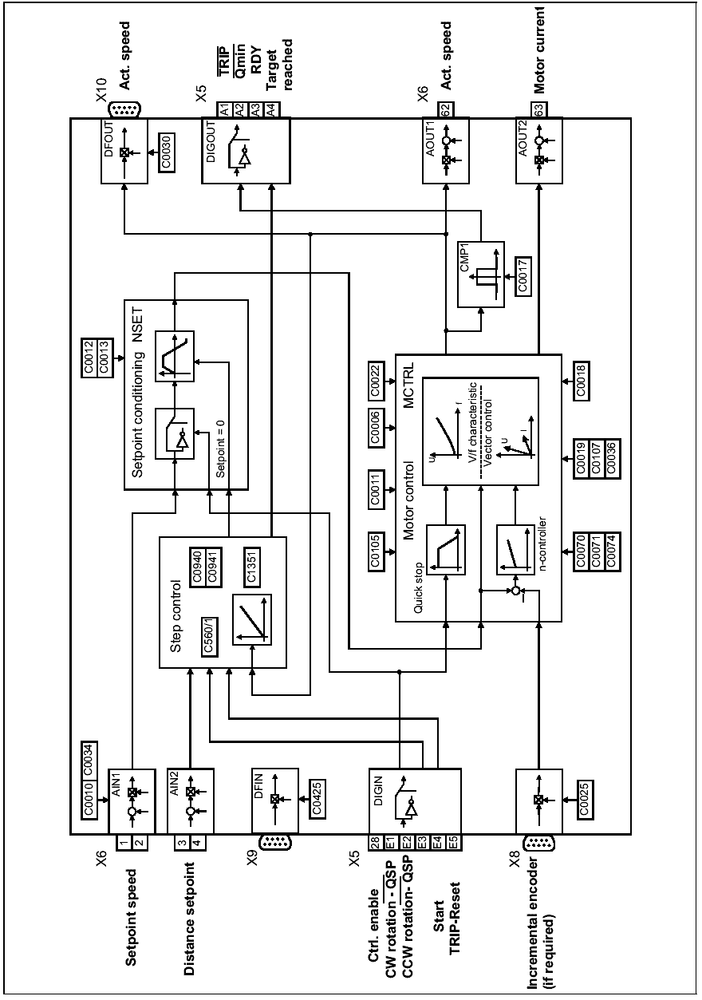 Setpoint speed
X6
1
2
C0010
C0034
AIN1
Distance setpoint
3
4
AIN2
X9
DFIN
C0425
Ctrl. enable
CW rotation - QSP
CCW rotation- QSP
Start
TRIP-Reset
X5
28
E1
E2
E3
E4
E5
DIGIN
Incremental encoder
(if required)
X8
C0025
Step control
C560/1
C0940
C0941
C1351
Setpoint conditioning NSET
C0012
C0013
Setpoint = 0
Motor control MCTRL
C0105
C0011
C0006
C0022
Quick stop
n-controller
U
f
V/f characteristic
Vector control
U
I
C0070
C0071
C0074
C0019
C0107
C0036
C0018
CMP1
C0017
DFOUT
C0030
X10
Act. speed
DIGOUT
X5
A1
A2
A3
A4
TRIP
Qmin
RDY
Target
reached
AOUT1
X6
62
Act. speed
AOUT2
63
Motor current